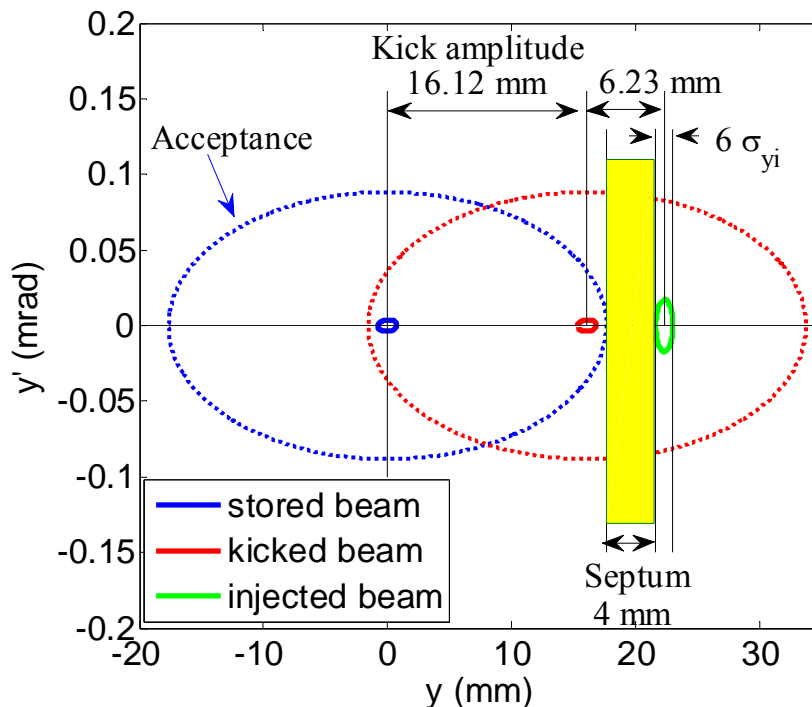 0.2
0.15
0.1
0.05
0
-0.05
-0.1
-0.15
-0.2
y' (mrad)
Kick amplitude
16.12 mm
6.23 mm
Acceptance
6 σyi
stored beam
kicked beam
injected beam
Septum
4 mm
-20
-10
0
10
20
30
y (mm)